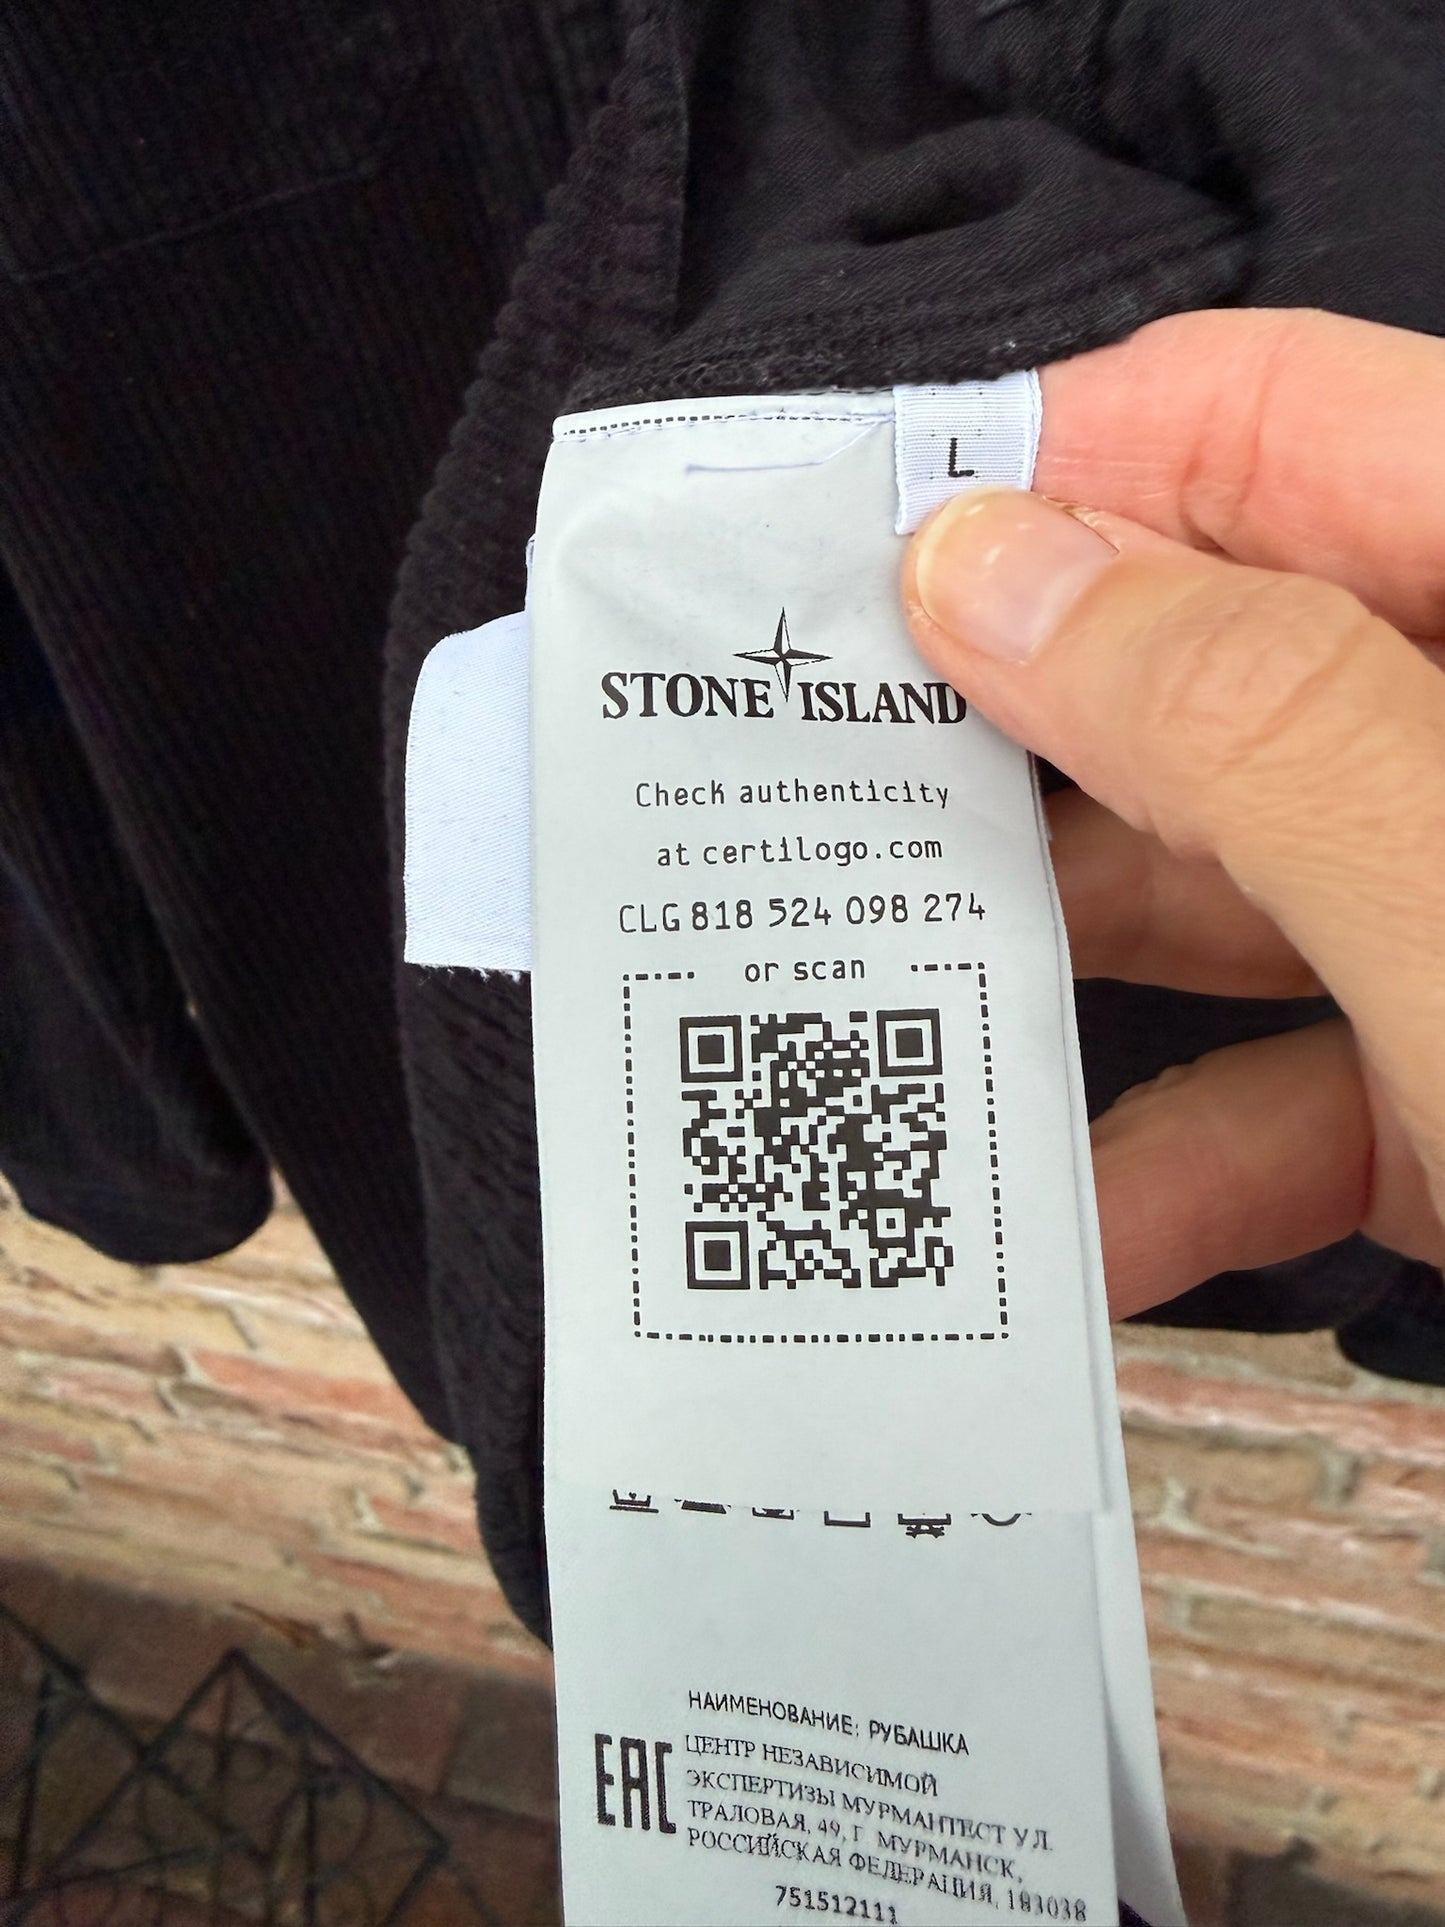 L
STONE ISLAND
Check authenticity
at certilogo.com
CLG 818 524 098 274
or scan
НАИМЕНОВАНИЕ: РУБАШКА
EAC
ЦЕНТР НЕЗАВИСИМОЙ
ЭКСПЕРТИЗЫ МУРМАНТЕСТ УЛ.
ТРАЛОВАЯ, 49, Г. МУРМАНСК,
РОССИЙСКАЯ ФЕДЕРАЦИЯ, 183038
751512111